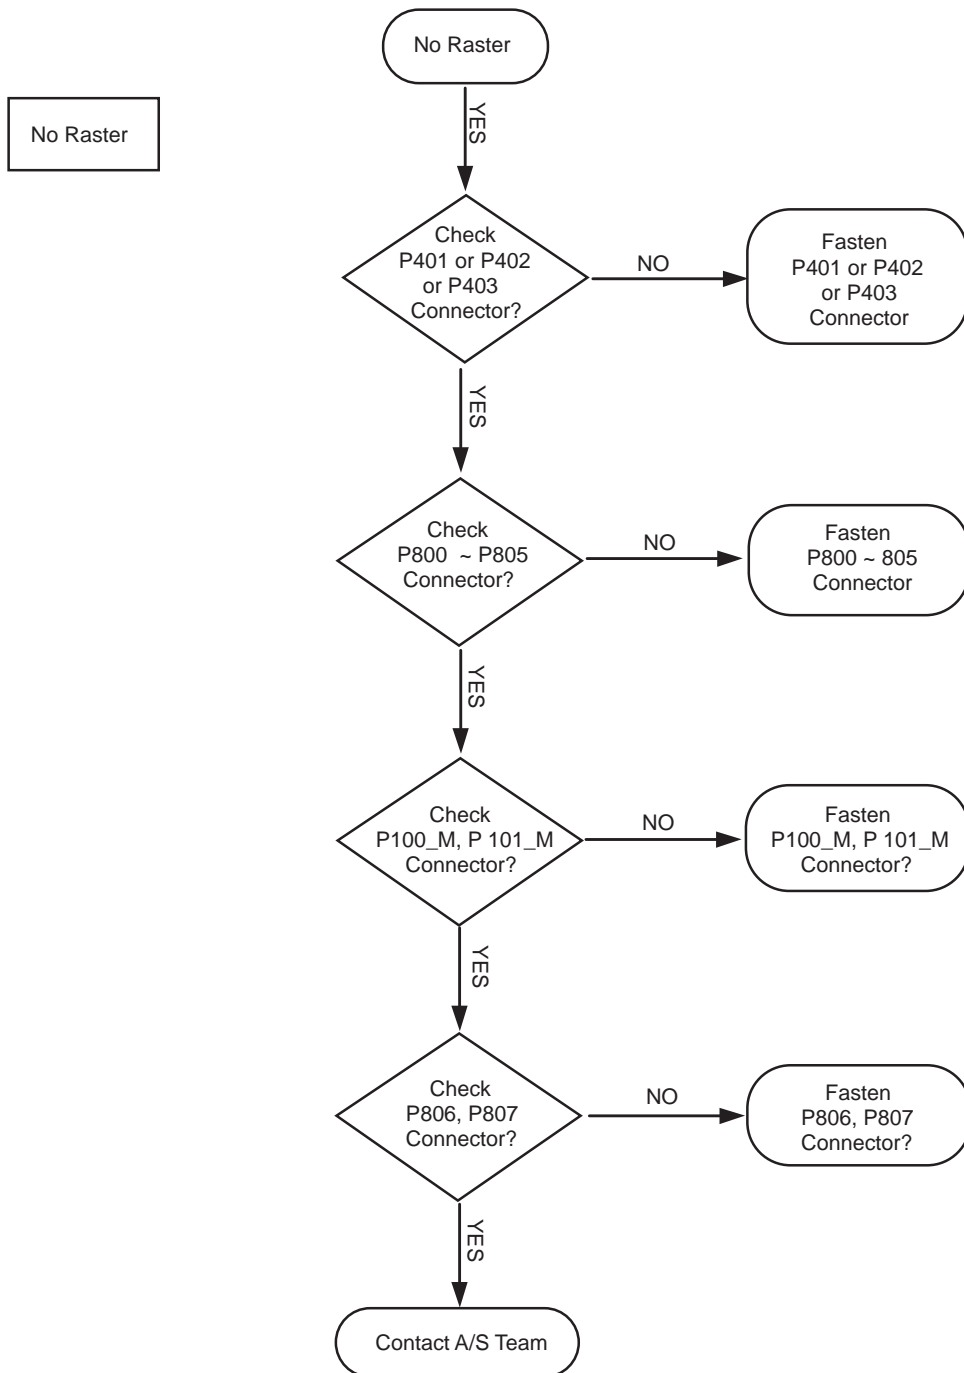 No Raster
No Raster
YES
Check
P401 or P402
or P403
Connector?
NO
Fasten
P401 or P402
or P403
Connector
YES
Check
P800 ~ P805
Connector?
NO
Fasten
P800 ~ 805
Connector
YES
Check
P100_M, P 101_M
Connector?
NO
Fasten
P100_M, P 101_M
Connector?
YES
Check
P806, P807
Connector?
NO
Fasten
P806, P807
Connector?
YES
Contact A/S Team